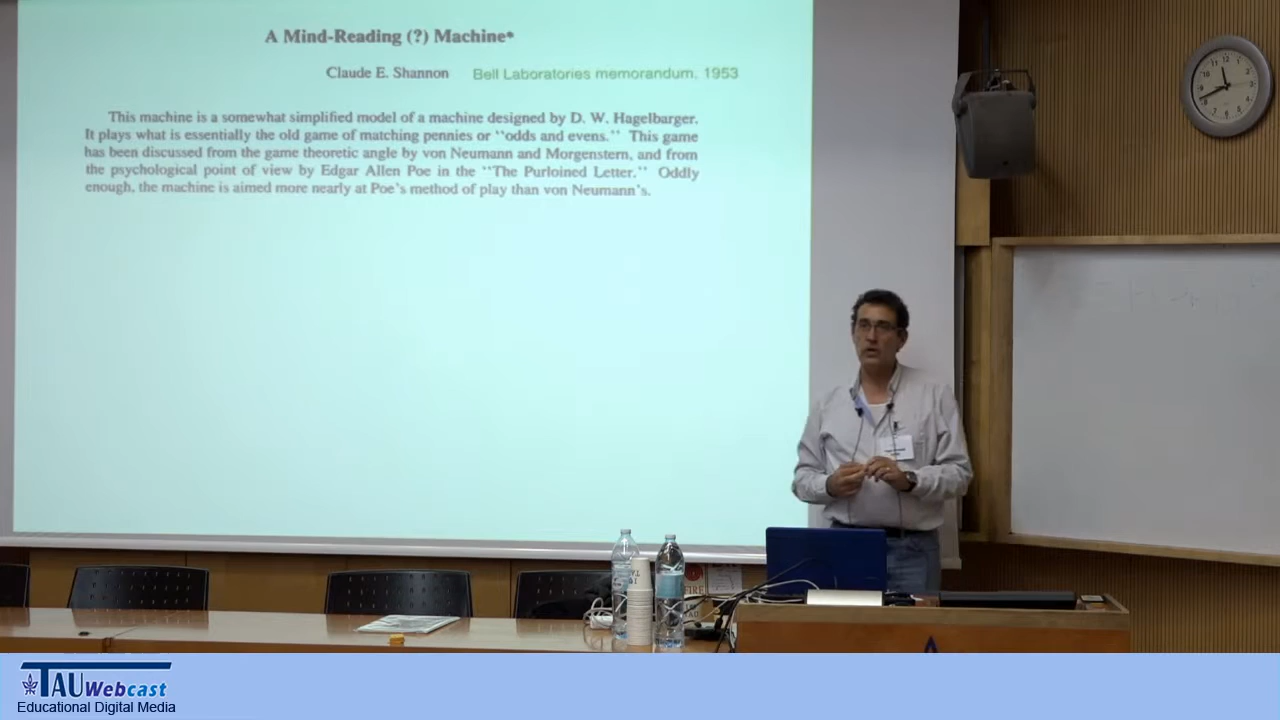 A Mind-Reading (?) Machine*
Claude E. Shannon Bell Laboratories memorandum, 1953
This machine is a somewhat simplified model of a machine designed by D. W. Hagelbarger.
It plays what is essentially the old game of matching pennies or "odds and evens." This game
has been discussed from the game theoretic angle by von Neumann and Morgenstern, and from
the psychological point of view by Edgar Allen Poe in the "The Purloined Letter." Oddly
enough, the machine is aimed more nearly at Poe's method of play than von Neumann's.
FIRE
TAU Webcast
Educational Digital Media